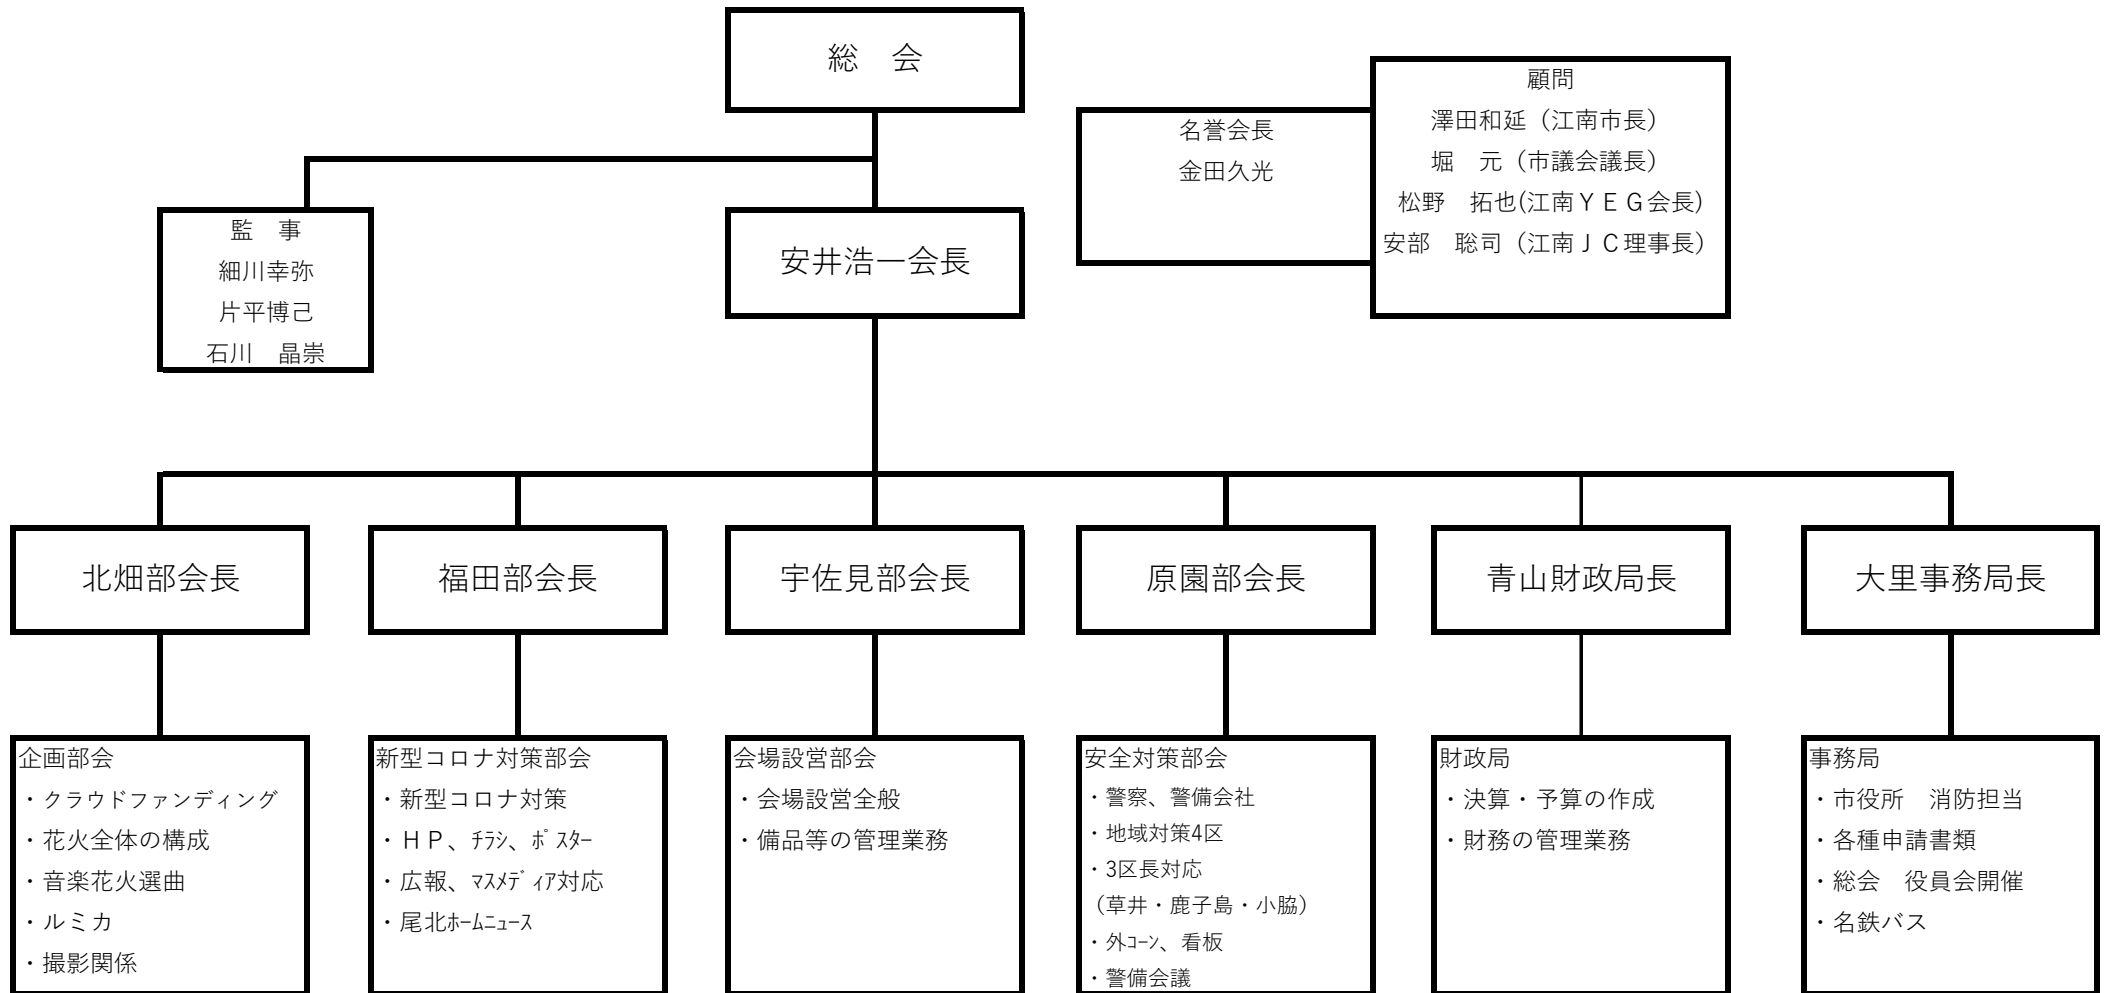 総　会
顧問
澤田和延（江南市長）
堀　元（市議会議長）
松野　拓也(江南ＹＥＧ会長)
安部　聡司（江南ＪＣ理事長）
名誉会長
金田久光
監　事
細川幸弥
片平博己
石川　晶崇
安井浩一会長
北畑部会長
福田部会長
宇佐見部会長
原園部会長
青山財政局長
大里事務局長
企画部会
・クラウドファンディング
・花火全体の構成
・音楽花火選曲
・ルミカ
・撮影関係
新型コロナ対策部会
・新型コロナ対策
・ＨＰ、ﾁﾗｼ、ﾎﾟｽﾀｰ
・広報、ﾏｽﾒﾃﾞｨｱ対応
・尾北ﾎｰﾑﾆｭｰｽ
会場設営部会
・会場設営全般
・備品等の管理業務
安全対策部会
・警察、警備会社
・地域対策4区
・3区長対応
（草井・鹿子島・小脇）
・外ｺｰﾝ、看板
・警備会議
財政局
・決算・予算の作成
・財務の管理業務
事務局
・市役所　消防担当
・各種申請書類
・総会　役員会開催
・名鉄バス